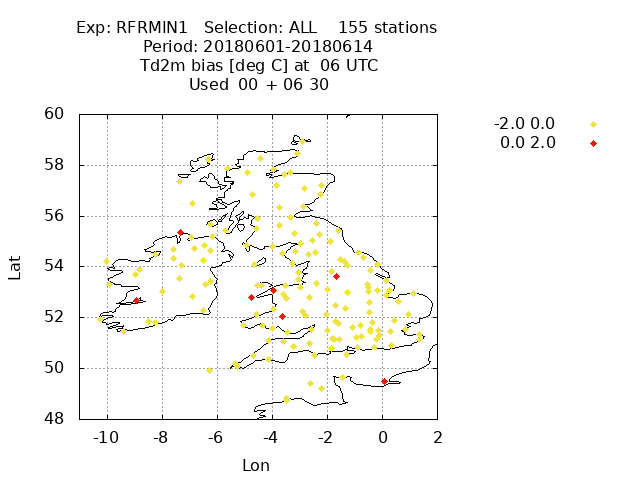 Exp: RFRMIN1 Selection: ALL 155 stations
Period: 20180601-20180614
Td2m bias [deg C] at 06 UTC
Used 00 + 06 30
-2.0 0.0
0.0 2.0
60
58
56
54
52
50
48
Lat
-10 -8 -6 -4 -2 0 2
Lon